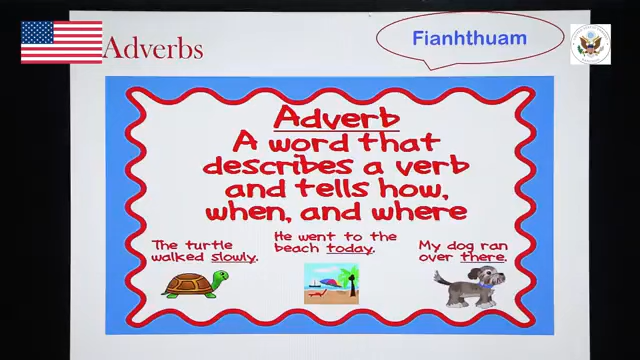 Adverbs
Fianhthuam
Adverb
A word that
describes a verb
and tells how,
when, and where
The turtle
walked slowly.
He went to the
beach today.
My dog ran
over there.